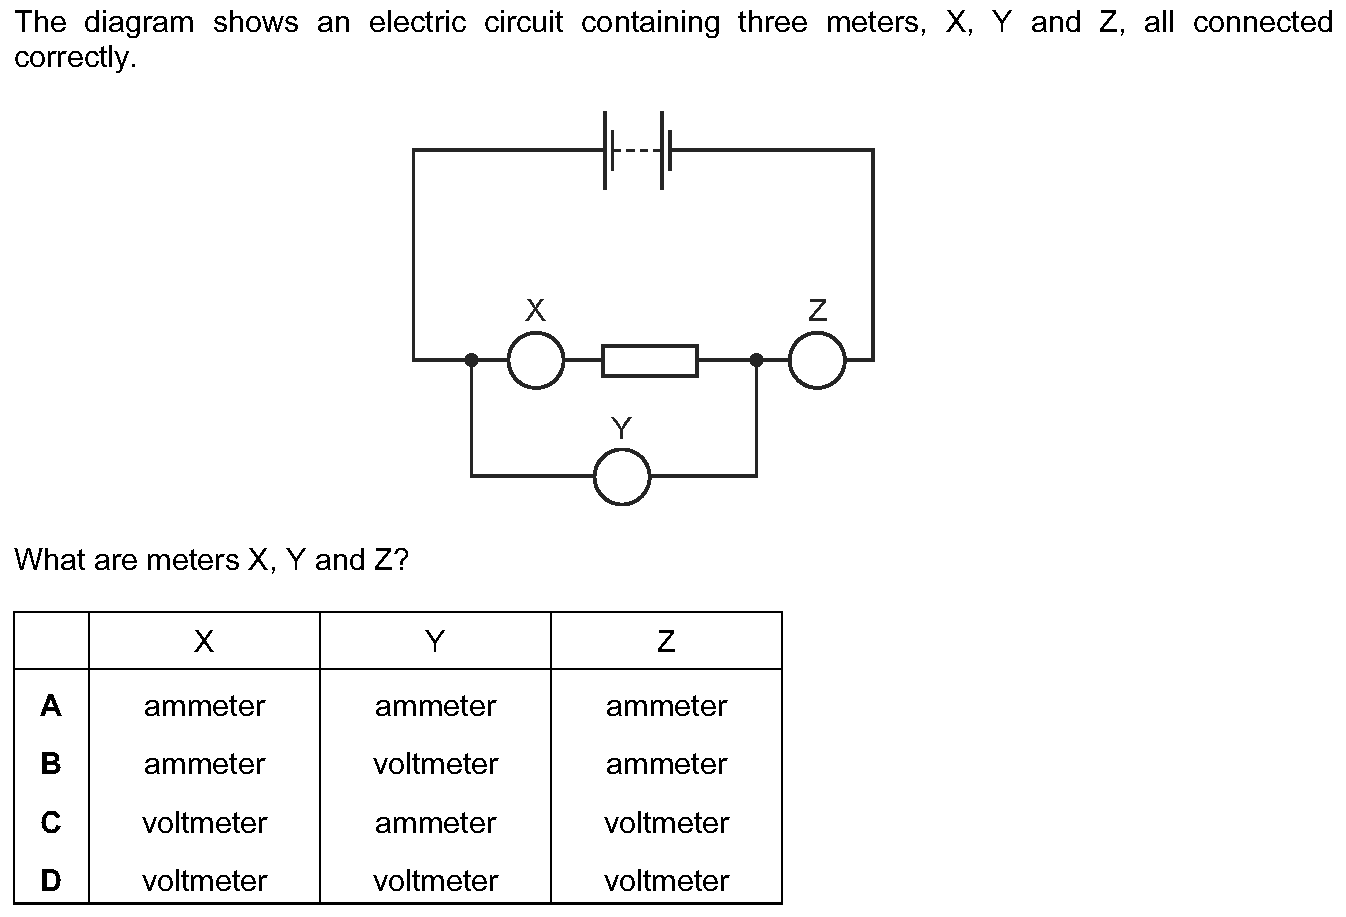 The diagram shows an electric circuit containing three meters, X, Y and Z, all connected
correctly.
X
Z
Y
What are meters X, Y and Z?
X Y Z
A ammeter ammeter ammeter
B ammeter voltmeter ammeter
C voltmeter ammeter voltmeter
D voltmeter voltmeter voltmeter